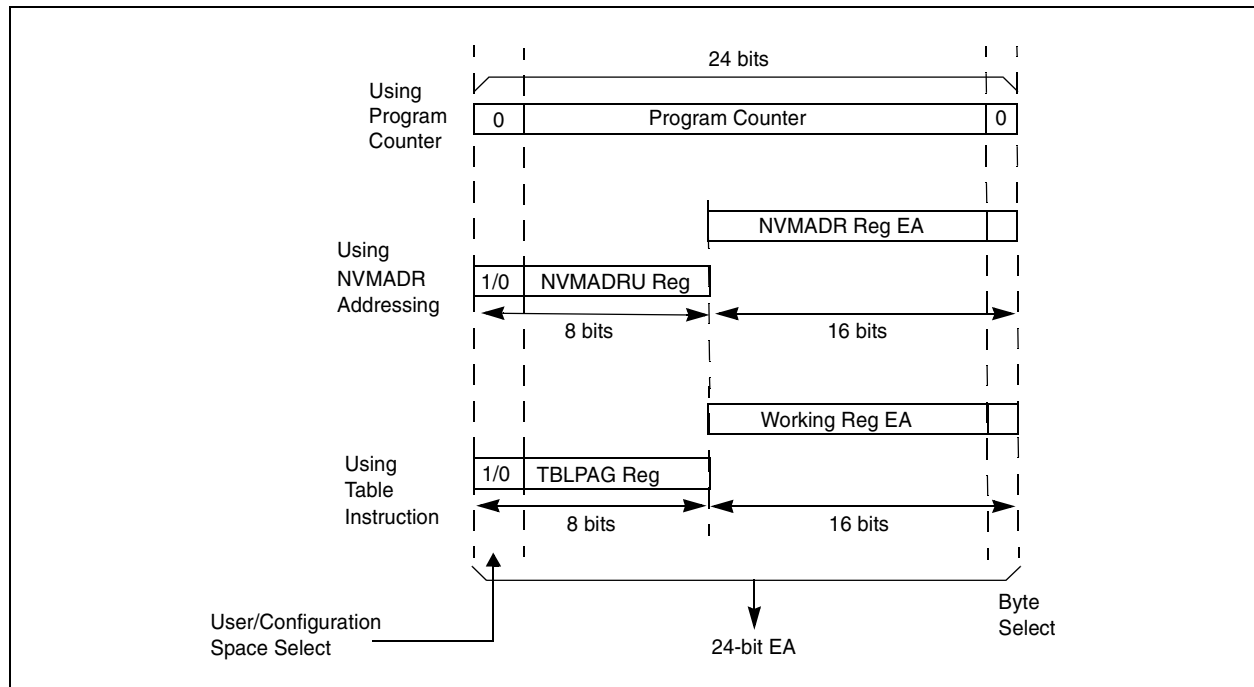 24 bits
Using
Program
Counter
0
Program Counter
0
NVMADR Reg EA
Using
NVMADR
Addressing
1/0
NVMADRU Reg
8 bits
16 bits
Working Reg EA
Using
Table
Instruction
1/0
TBLPAG Reg
8 bits
16 bits
User/Configuration
Space Select
24-bit EA
Byte
Select